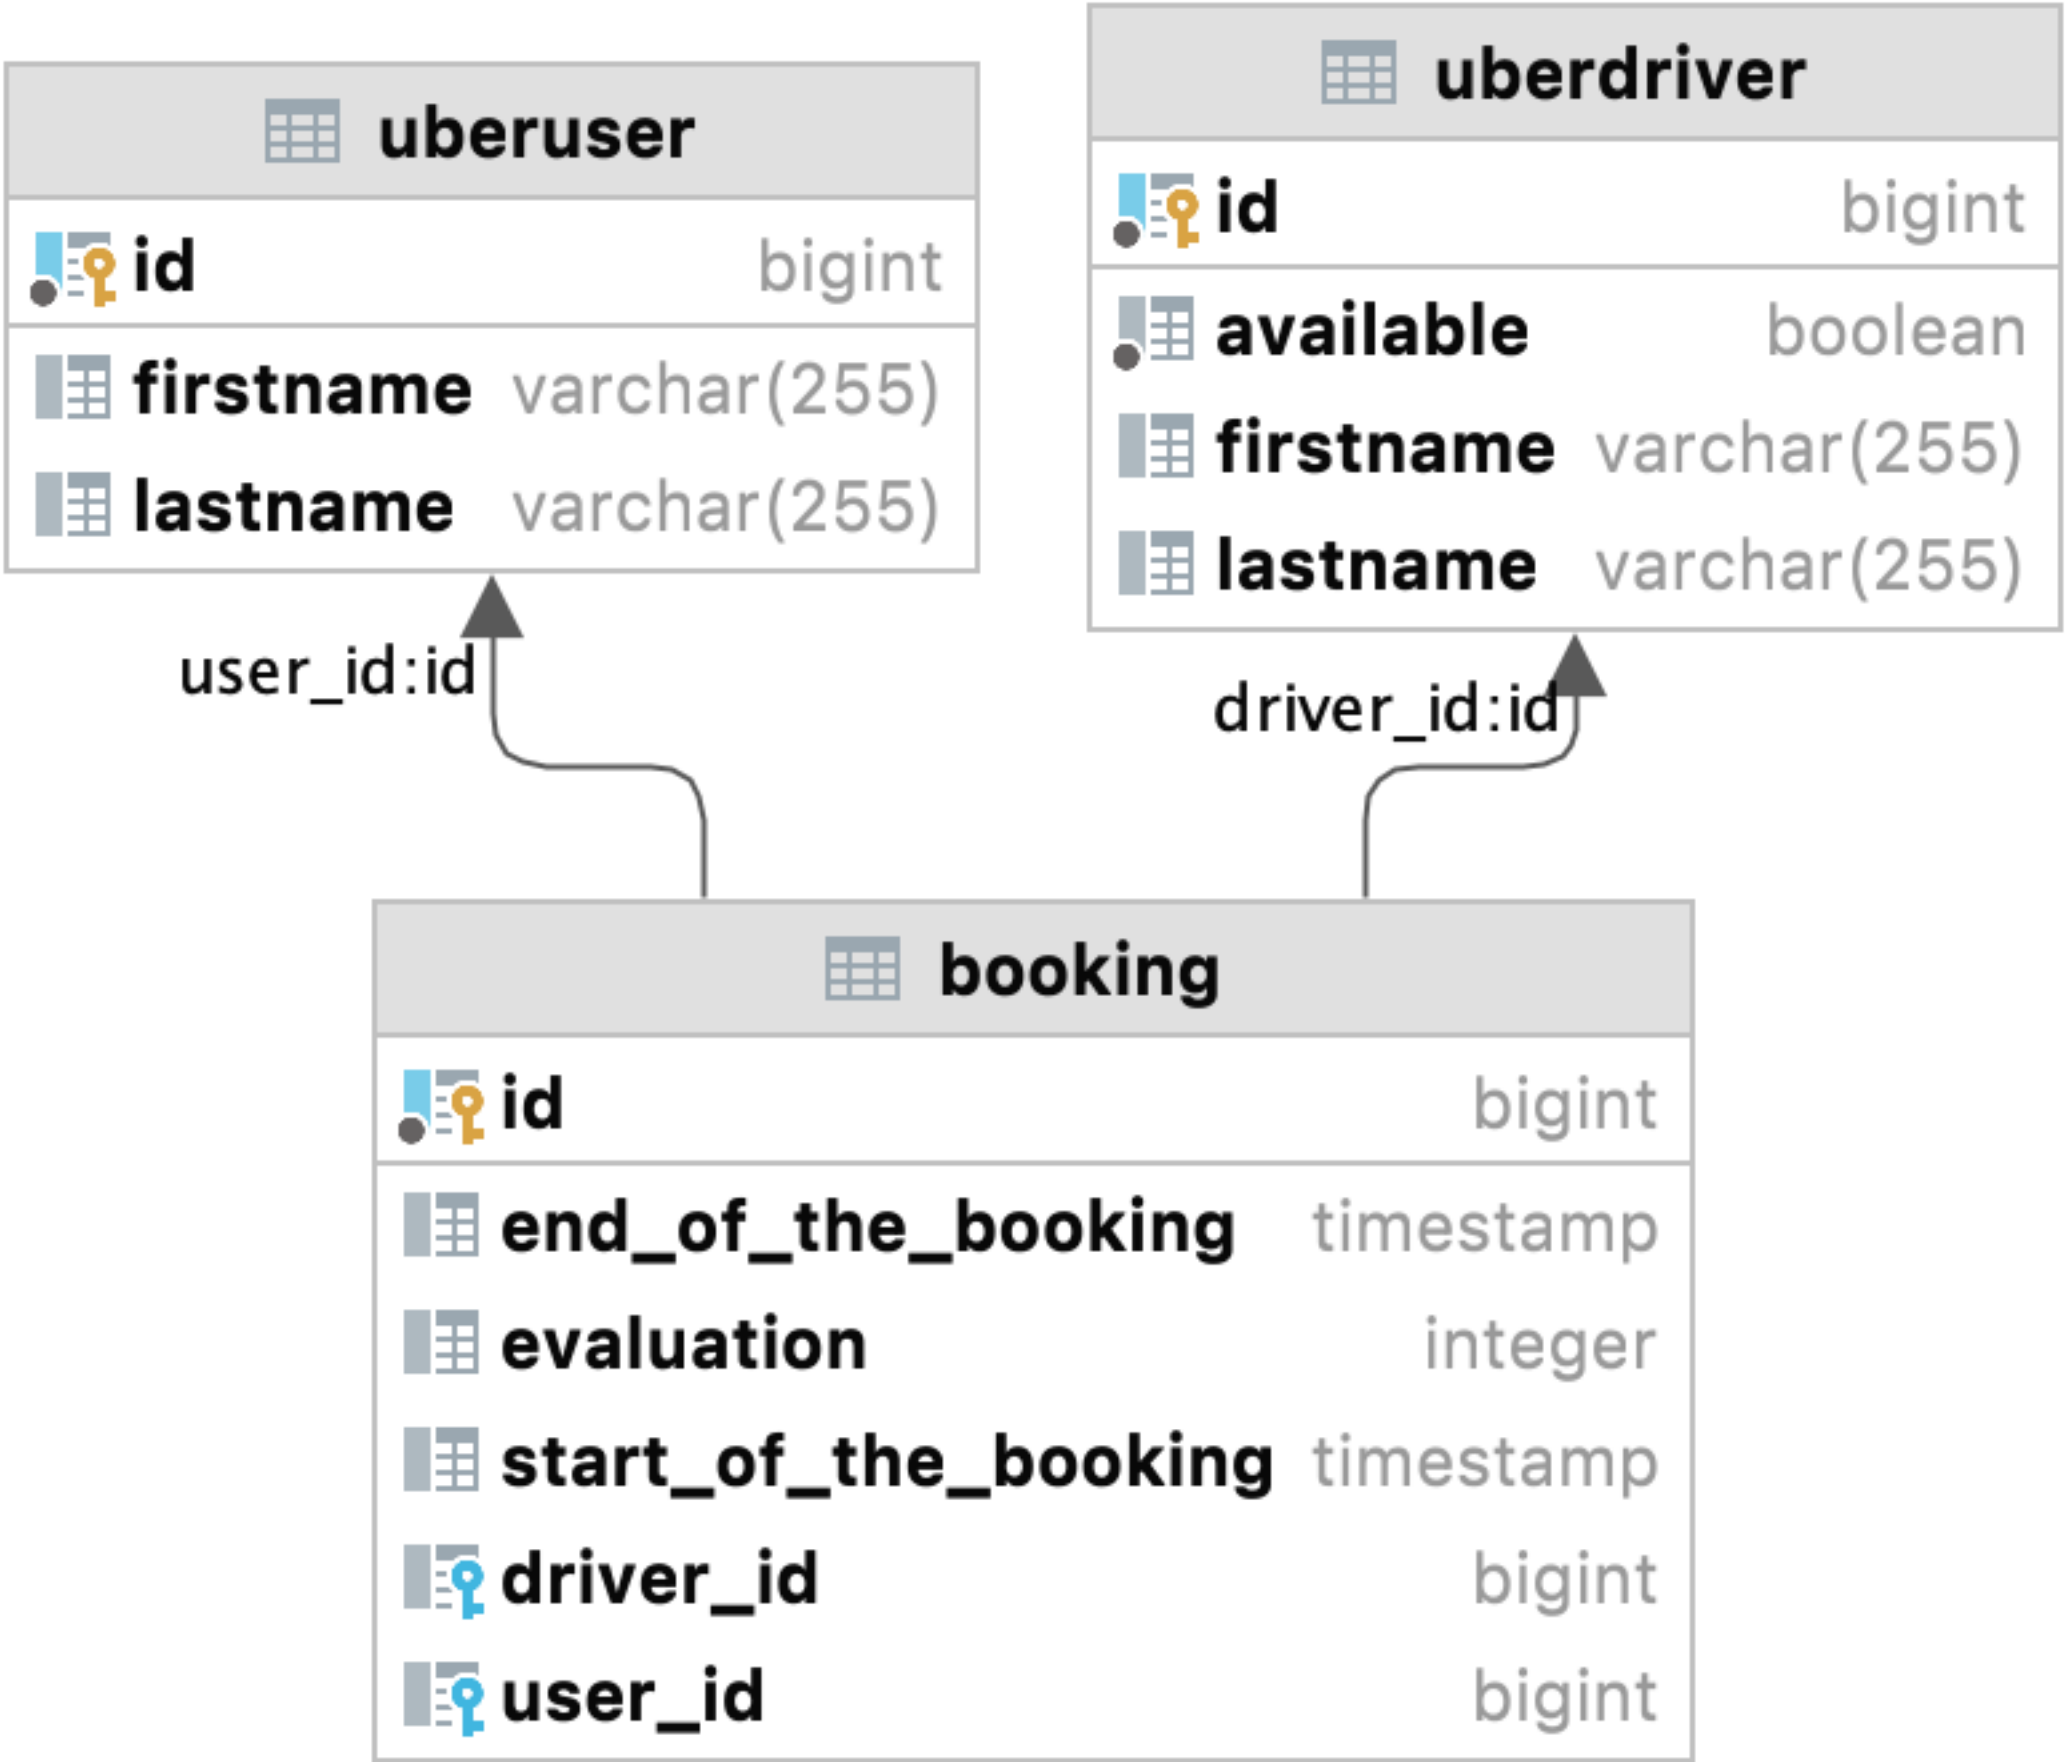 uberuser
id bigint
firstname varchar(255)
lastname varchar(255)
uberdriver
id bigint
available boolean
firstname varchar(255)
lastname varchar(255)
user_id:id
driver_id:id
booking
id bigint
end_of_the_booking timestamp
evaluation integer
start_of_the_booking timestamp
driver_id bigint
user_id bigint